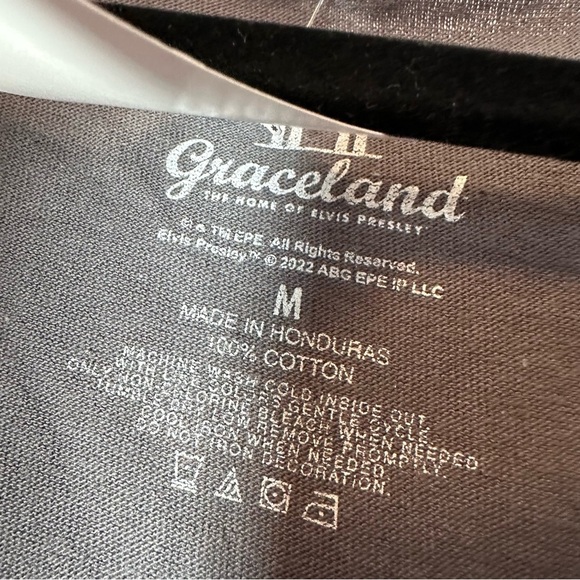 Graceland
THE HOME OF ELVIS PRESLEY
© & TM EPE. All Rights Reserved.
Elvis Presley™ © 2022 ABG EPE IP LLC
M
MADE IN HONDURAS
100% COTTON
MACHINE WASH COLD INSIDE OUT
WITH LIKE COLORS GENTLE CYCLE.
ONLY NON-CHLORINE BLEACH WHEN NEEDED
TUMBLE DRY LOW. REMOVE PROMPTLY.
COOL IRON WHEN NEEDED
DO NOT IRON DECORATION.